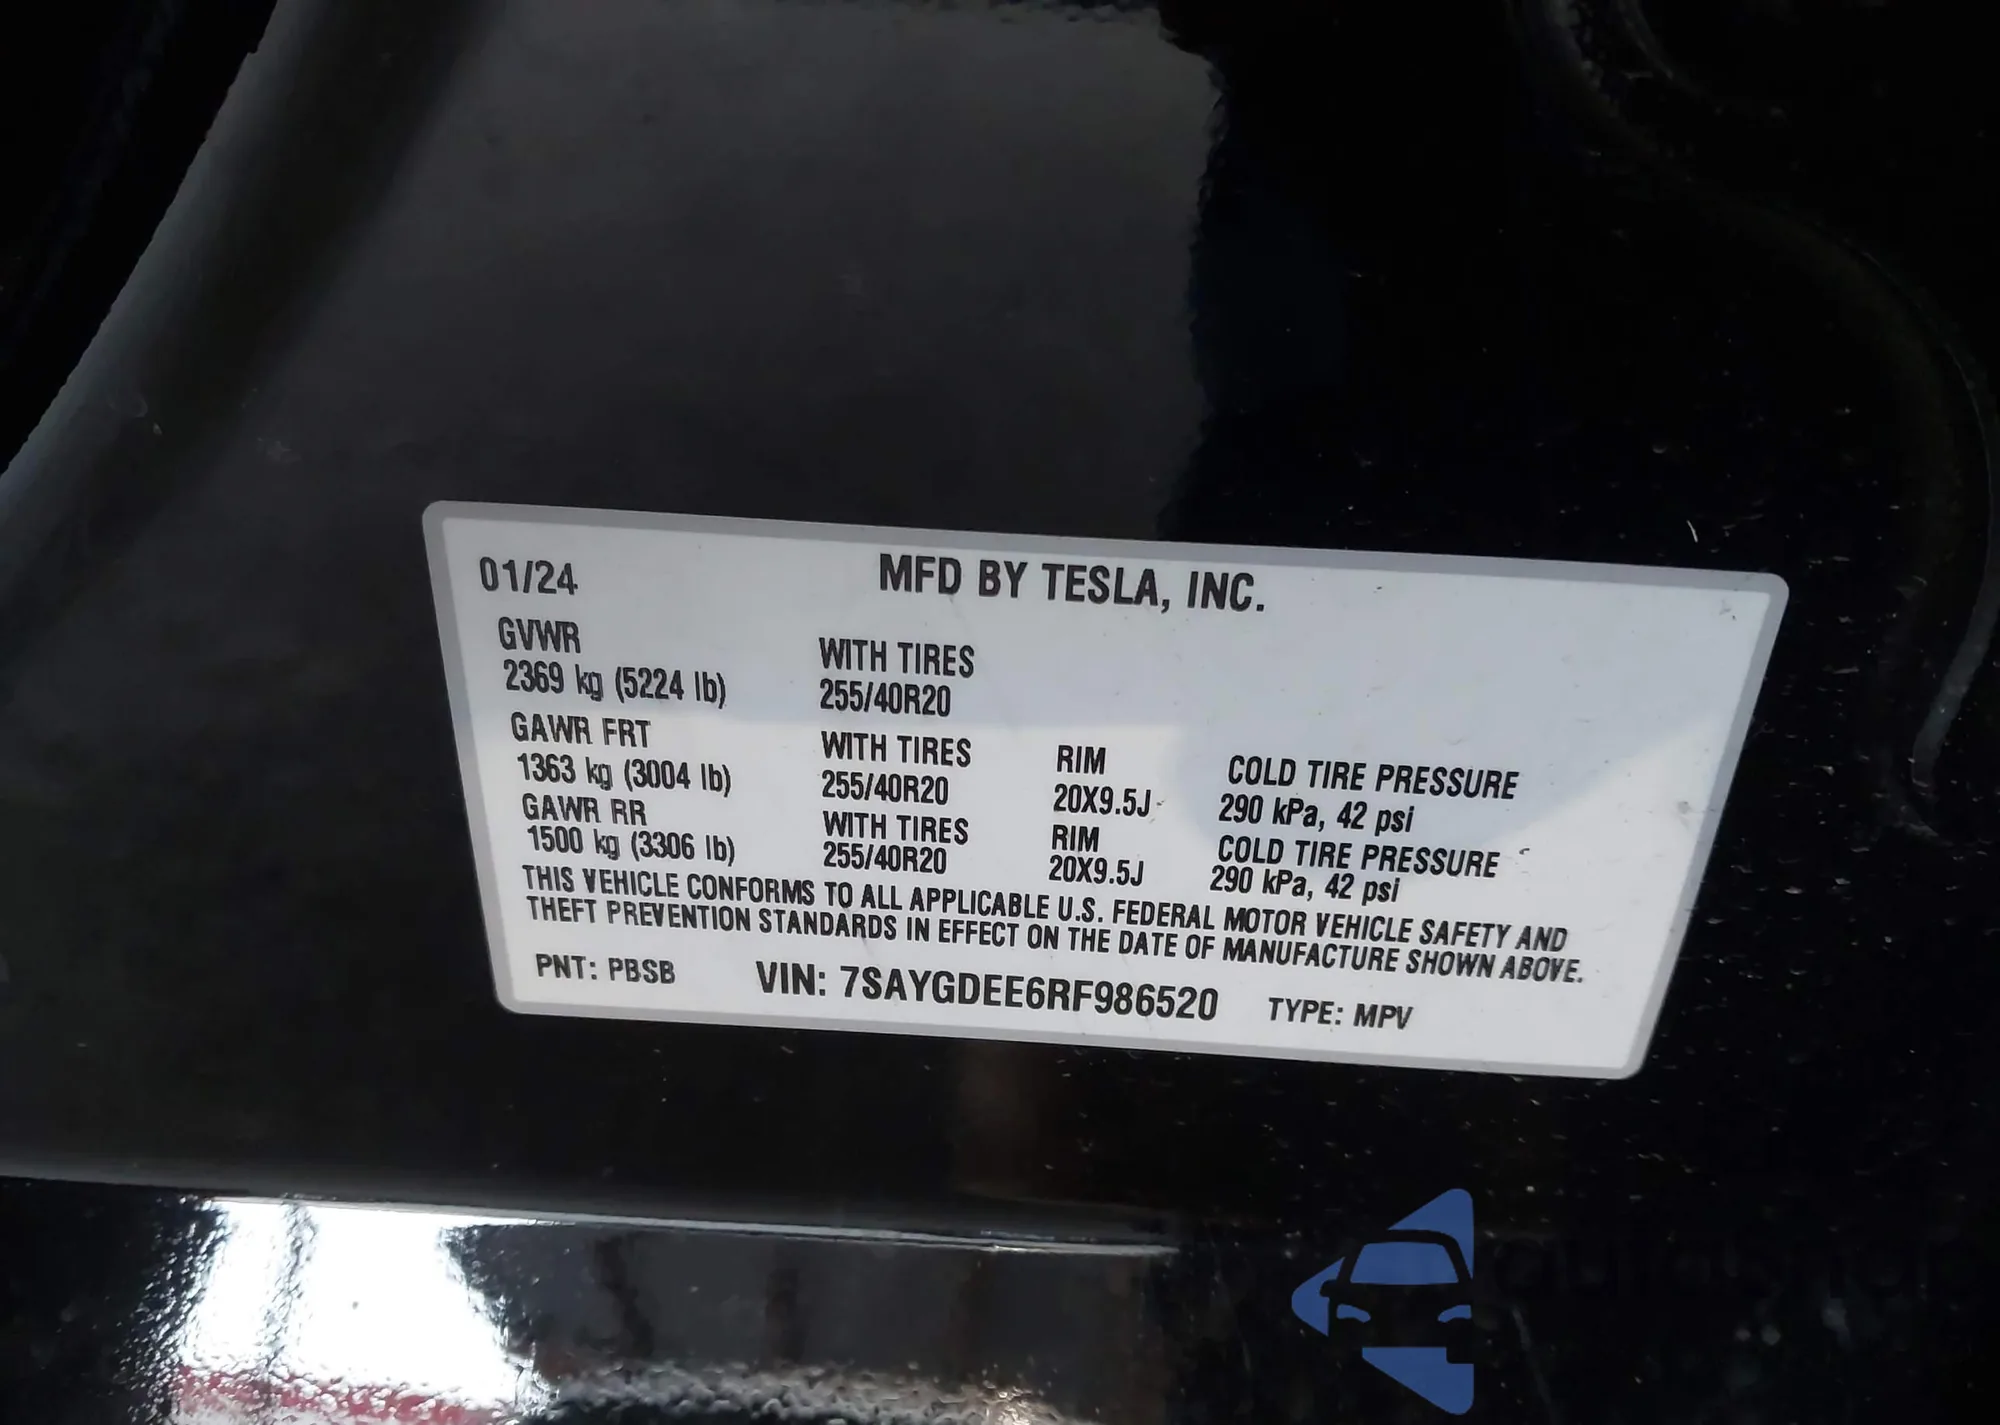 01/24 MFD BY TESLA, INC.
GVWR WITH TIRES
2369 kg (5224 lb) 255/40R20
GAWR FRT WITH TIRES RIM COLD TIRE PRESSURE
1363 kg (3004 lb) 255/40R20 20X9.5J 290 kPa, 42 psi
GAWR RR WITH TIRES RIM COLD TIRE PRESSURE
1500 kg (3306 lb) 255/40R20 20X9.5J 290 kPa, 42 psi
THIS VEHICLE CONFORMS TO ALL APPLICABLE U.S. FEDERAL MOTOR VEHICLE SAFETY AND
THEFT PREVENTION STANDARDS IN EFFECT ON THE DATE OF MANUFACTURE SHOWN ABOVE.
PNT: PBSB VIN: 7SAYGDEE6RF986520 TYPE: MPV